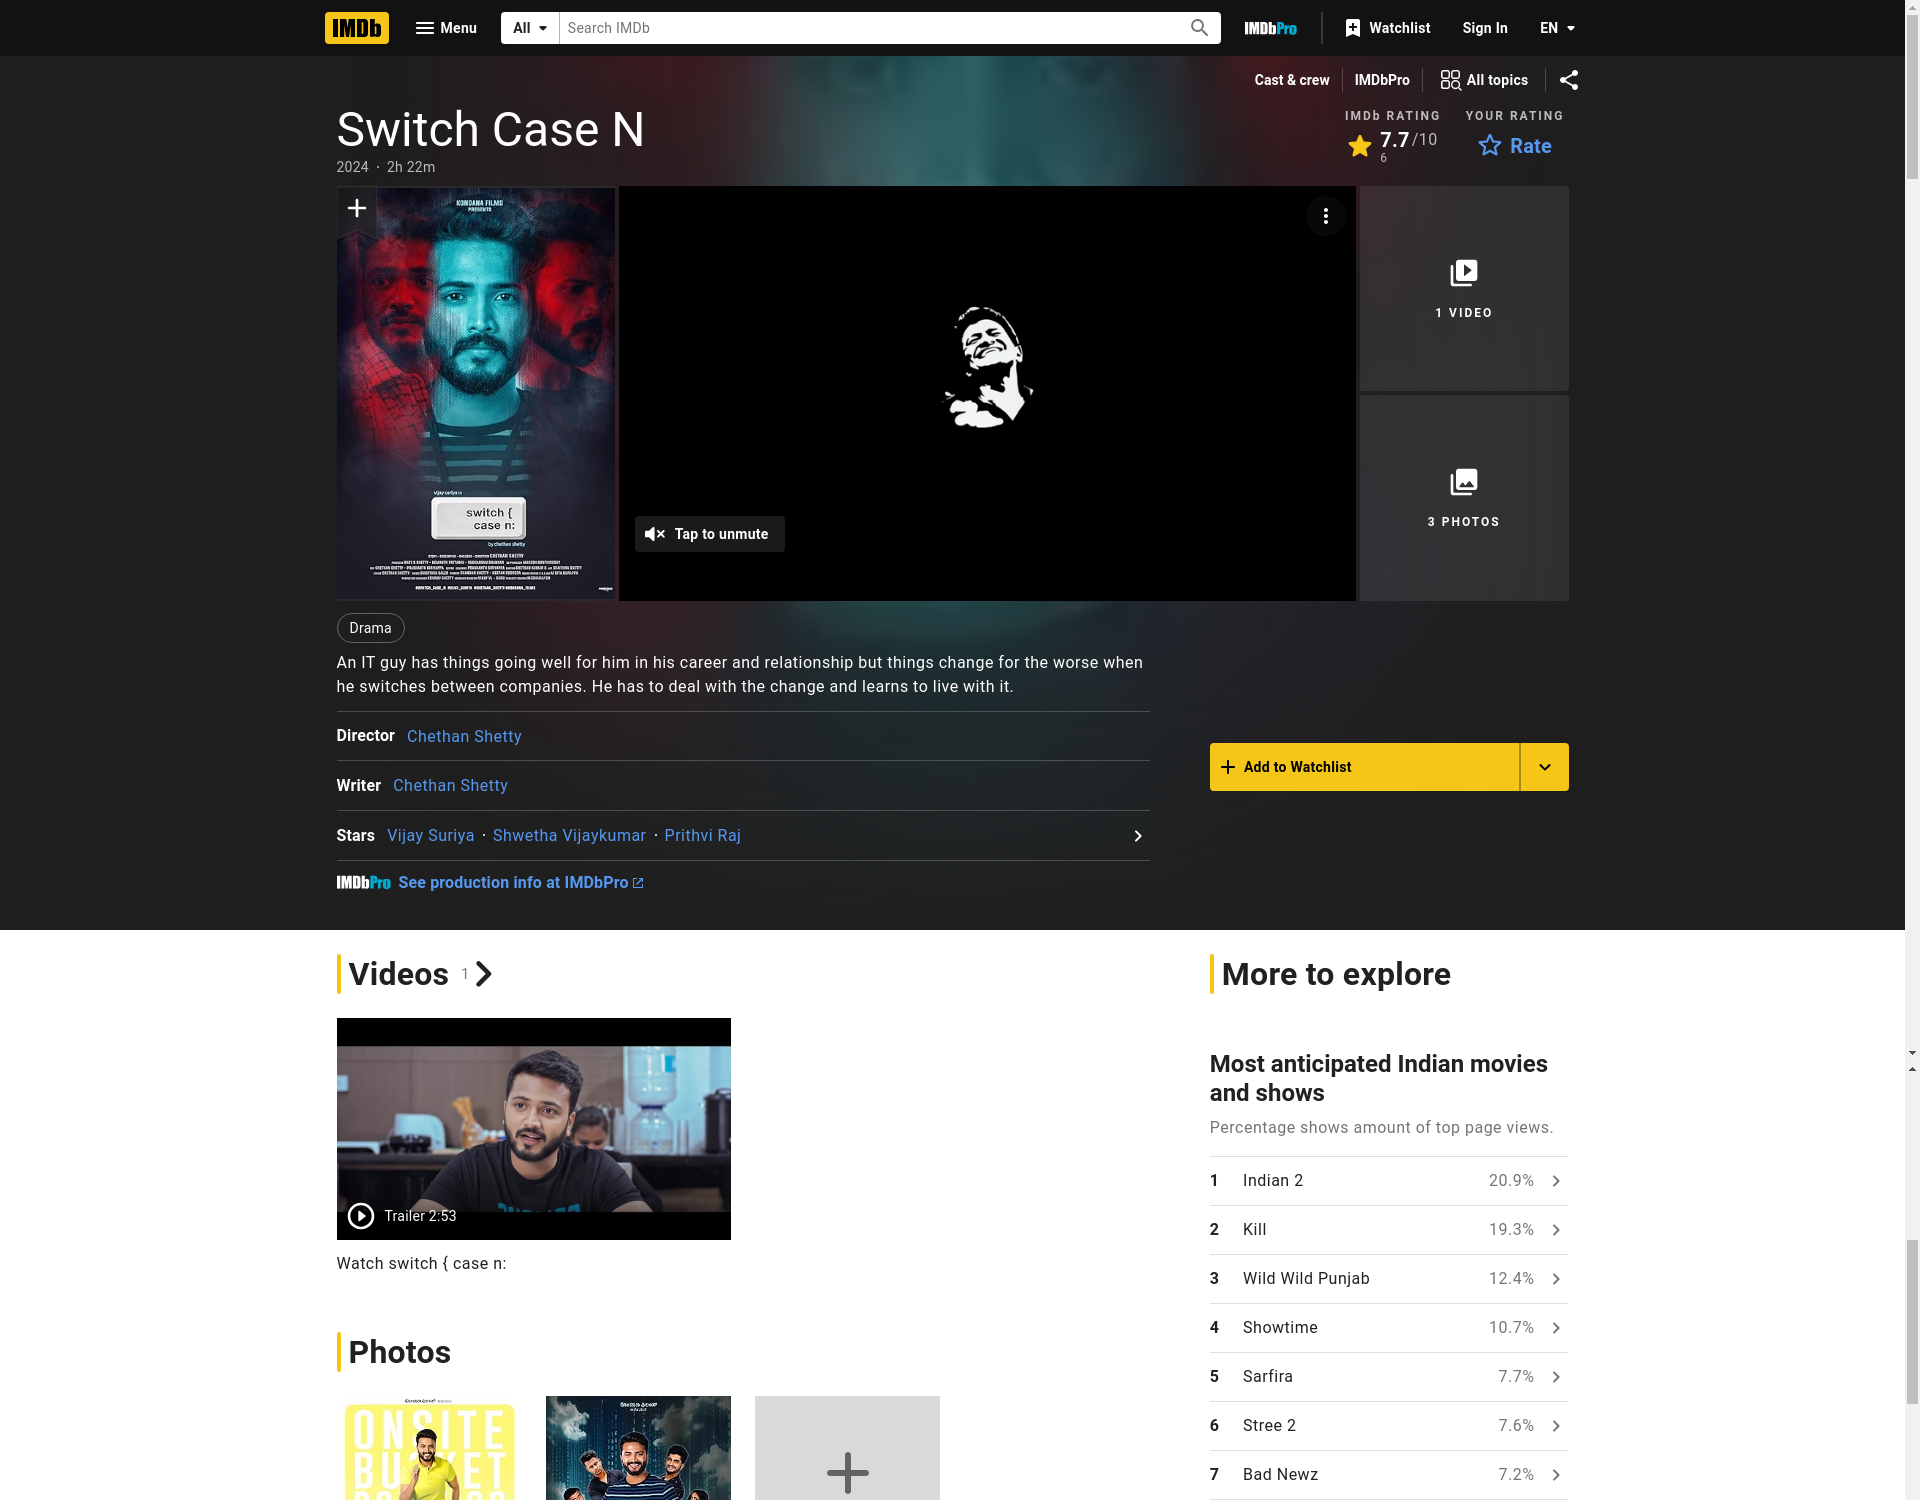 IMDb
Menu
All
Search IMDb
IMDbPro
Watchlist
Sign In
EN
Cast & crew
IMDbPro
All topics
Switch Case N
2024 · 2h 22m
IMDb RATING
7.7/10
6
YOUR RATING
Rate
KONDANA FILMS
PRESENTS
switch {
case n:
by chethan shetty
Tap to unmute
1 VIDEO
3 PHOTOS
Drama
An IT guy has things going well for him in his career and relationship but things change for the worse when
he switches between companies. He has to deal with the change and learns to live with it.
Director Chethan Shetty
Writer Chethan Shetty
Stars Vijay Suriya · Shwetha Vijaykumar · Prithvi Raj
IMDbPro See production info at IMDbPro
Add to Watchlist
Videos 1
Trailer 2:53
Watch switch { case n:
Photos
ONSITE
More to explore
Most anticipated Indian movies
and shows
Percentage shows amount of top page views.
1 Indian 2 20.9%
2 Kill 19.3%
3 Wild Wild Punjab 12.4%
4 Showtime 10.7%
5 Sarfira 7.7%
6 Stree 2 7.6%
7 Bad Newz 7.2%